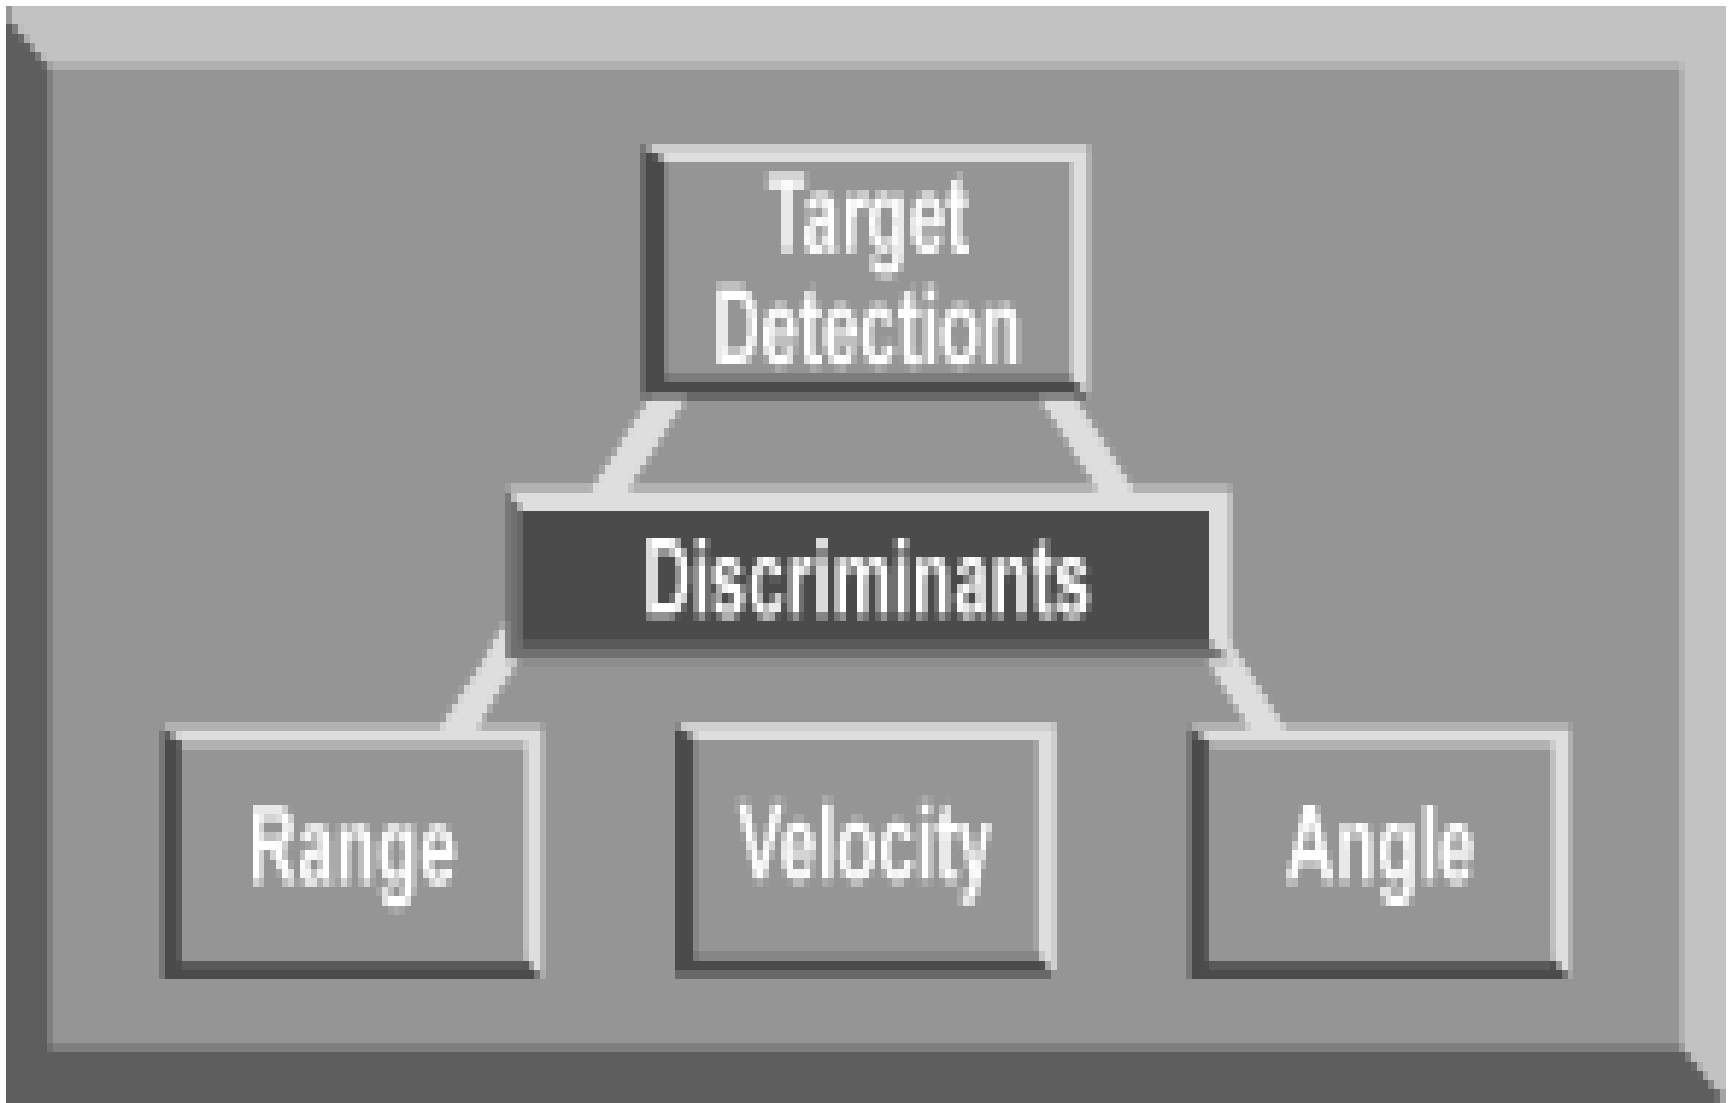 Target
Detection
Discriminants
Range
Velocity
Angle